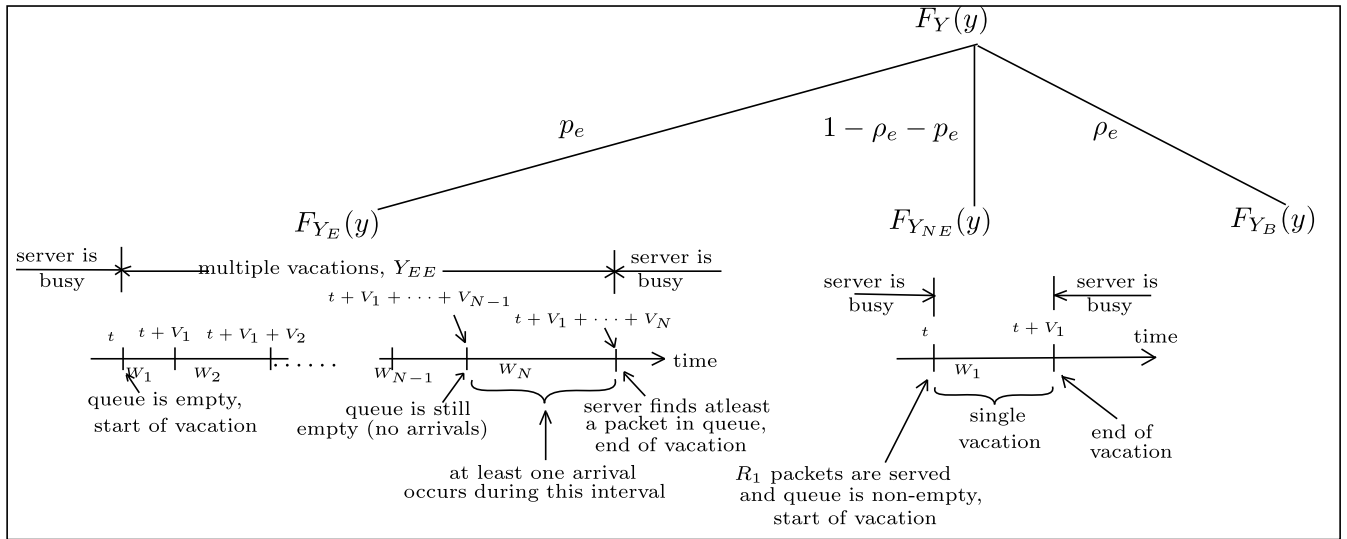 F_Y(y)
p_e
1 − ρ_e − p_e
ρ_e
F_{Y_E}(y)
F_{Y_{NE}}(y)
F_{Y_B}(y)
server is
busy
multiple vacations, Y_{EE}
server is
busy
t + V_1 + · · · + V_{N−1}
t + V_1 + · · · + V_N
t
t + V_1
t + V_1 + V_2
......
time
W_1
W_2
W_{N−1}
W_N
queue is empty,
start of vacation
queue is still
empty (no arrivals)
server finds atleast
a packet in queue,
end of vacation
at least one arrival
occurs during this interval
server is
busy
server is
busy
t
t + V_1
time
W_1
single
vacation
end of
vacation
R_1 packets are served
and queue is non-empty,
start of vacation